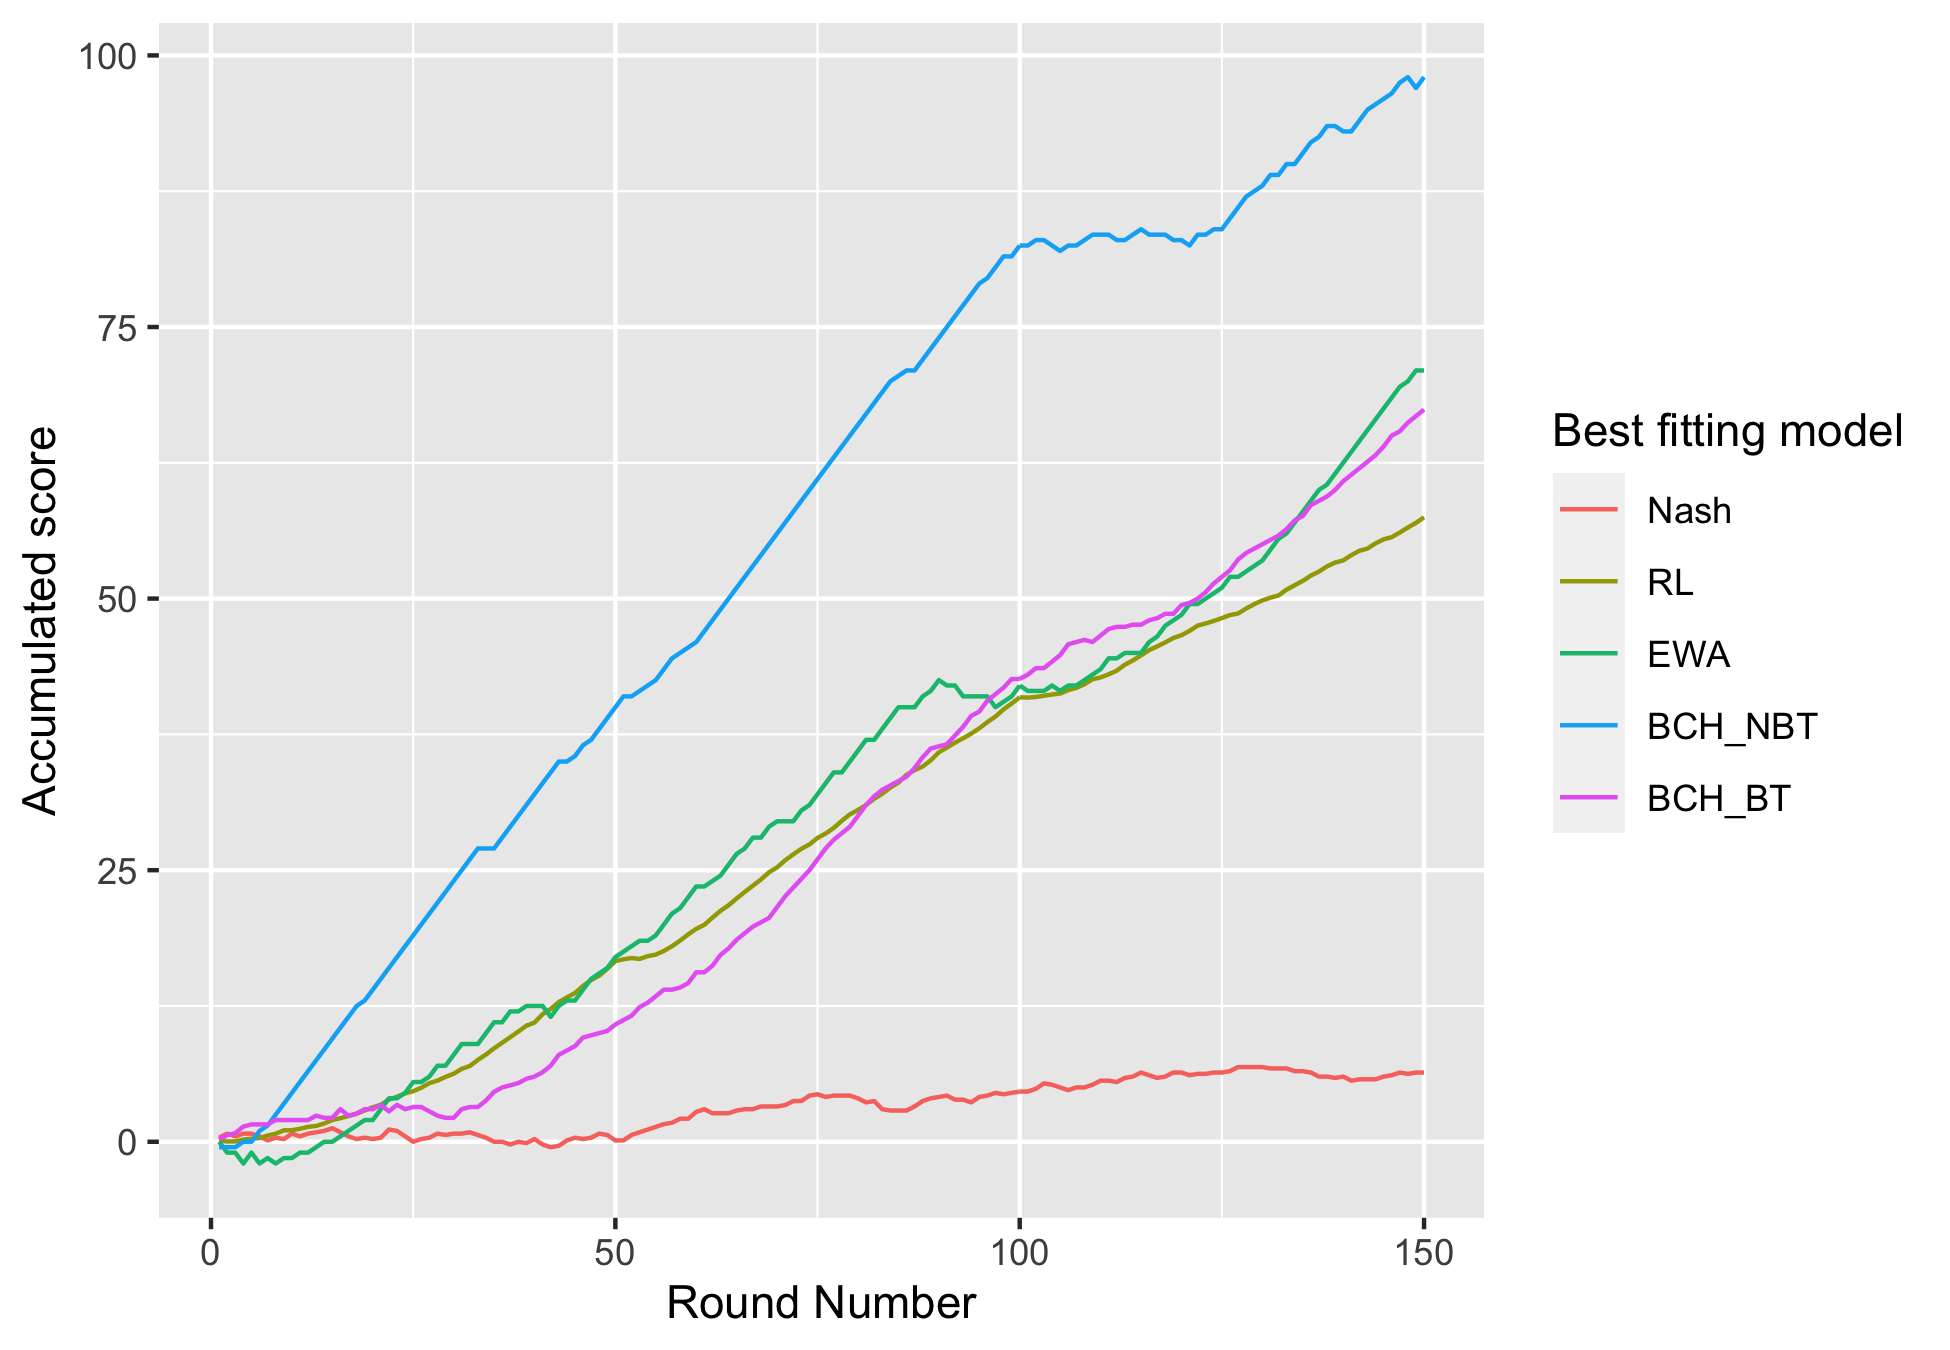 100
75
50
25
0
Accumulated score
0
50
100
150
Round Number
Best fitting model
Nash
RL
EWA
BCH_NBT
BCH_BT